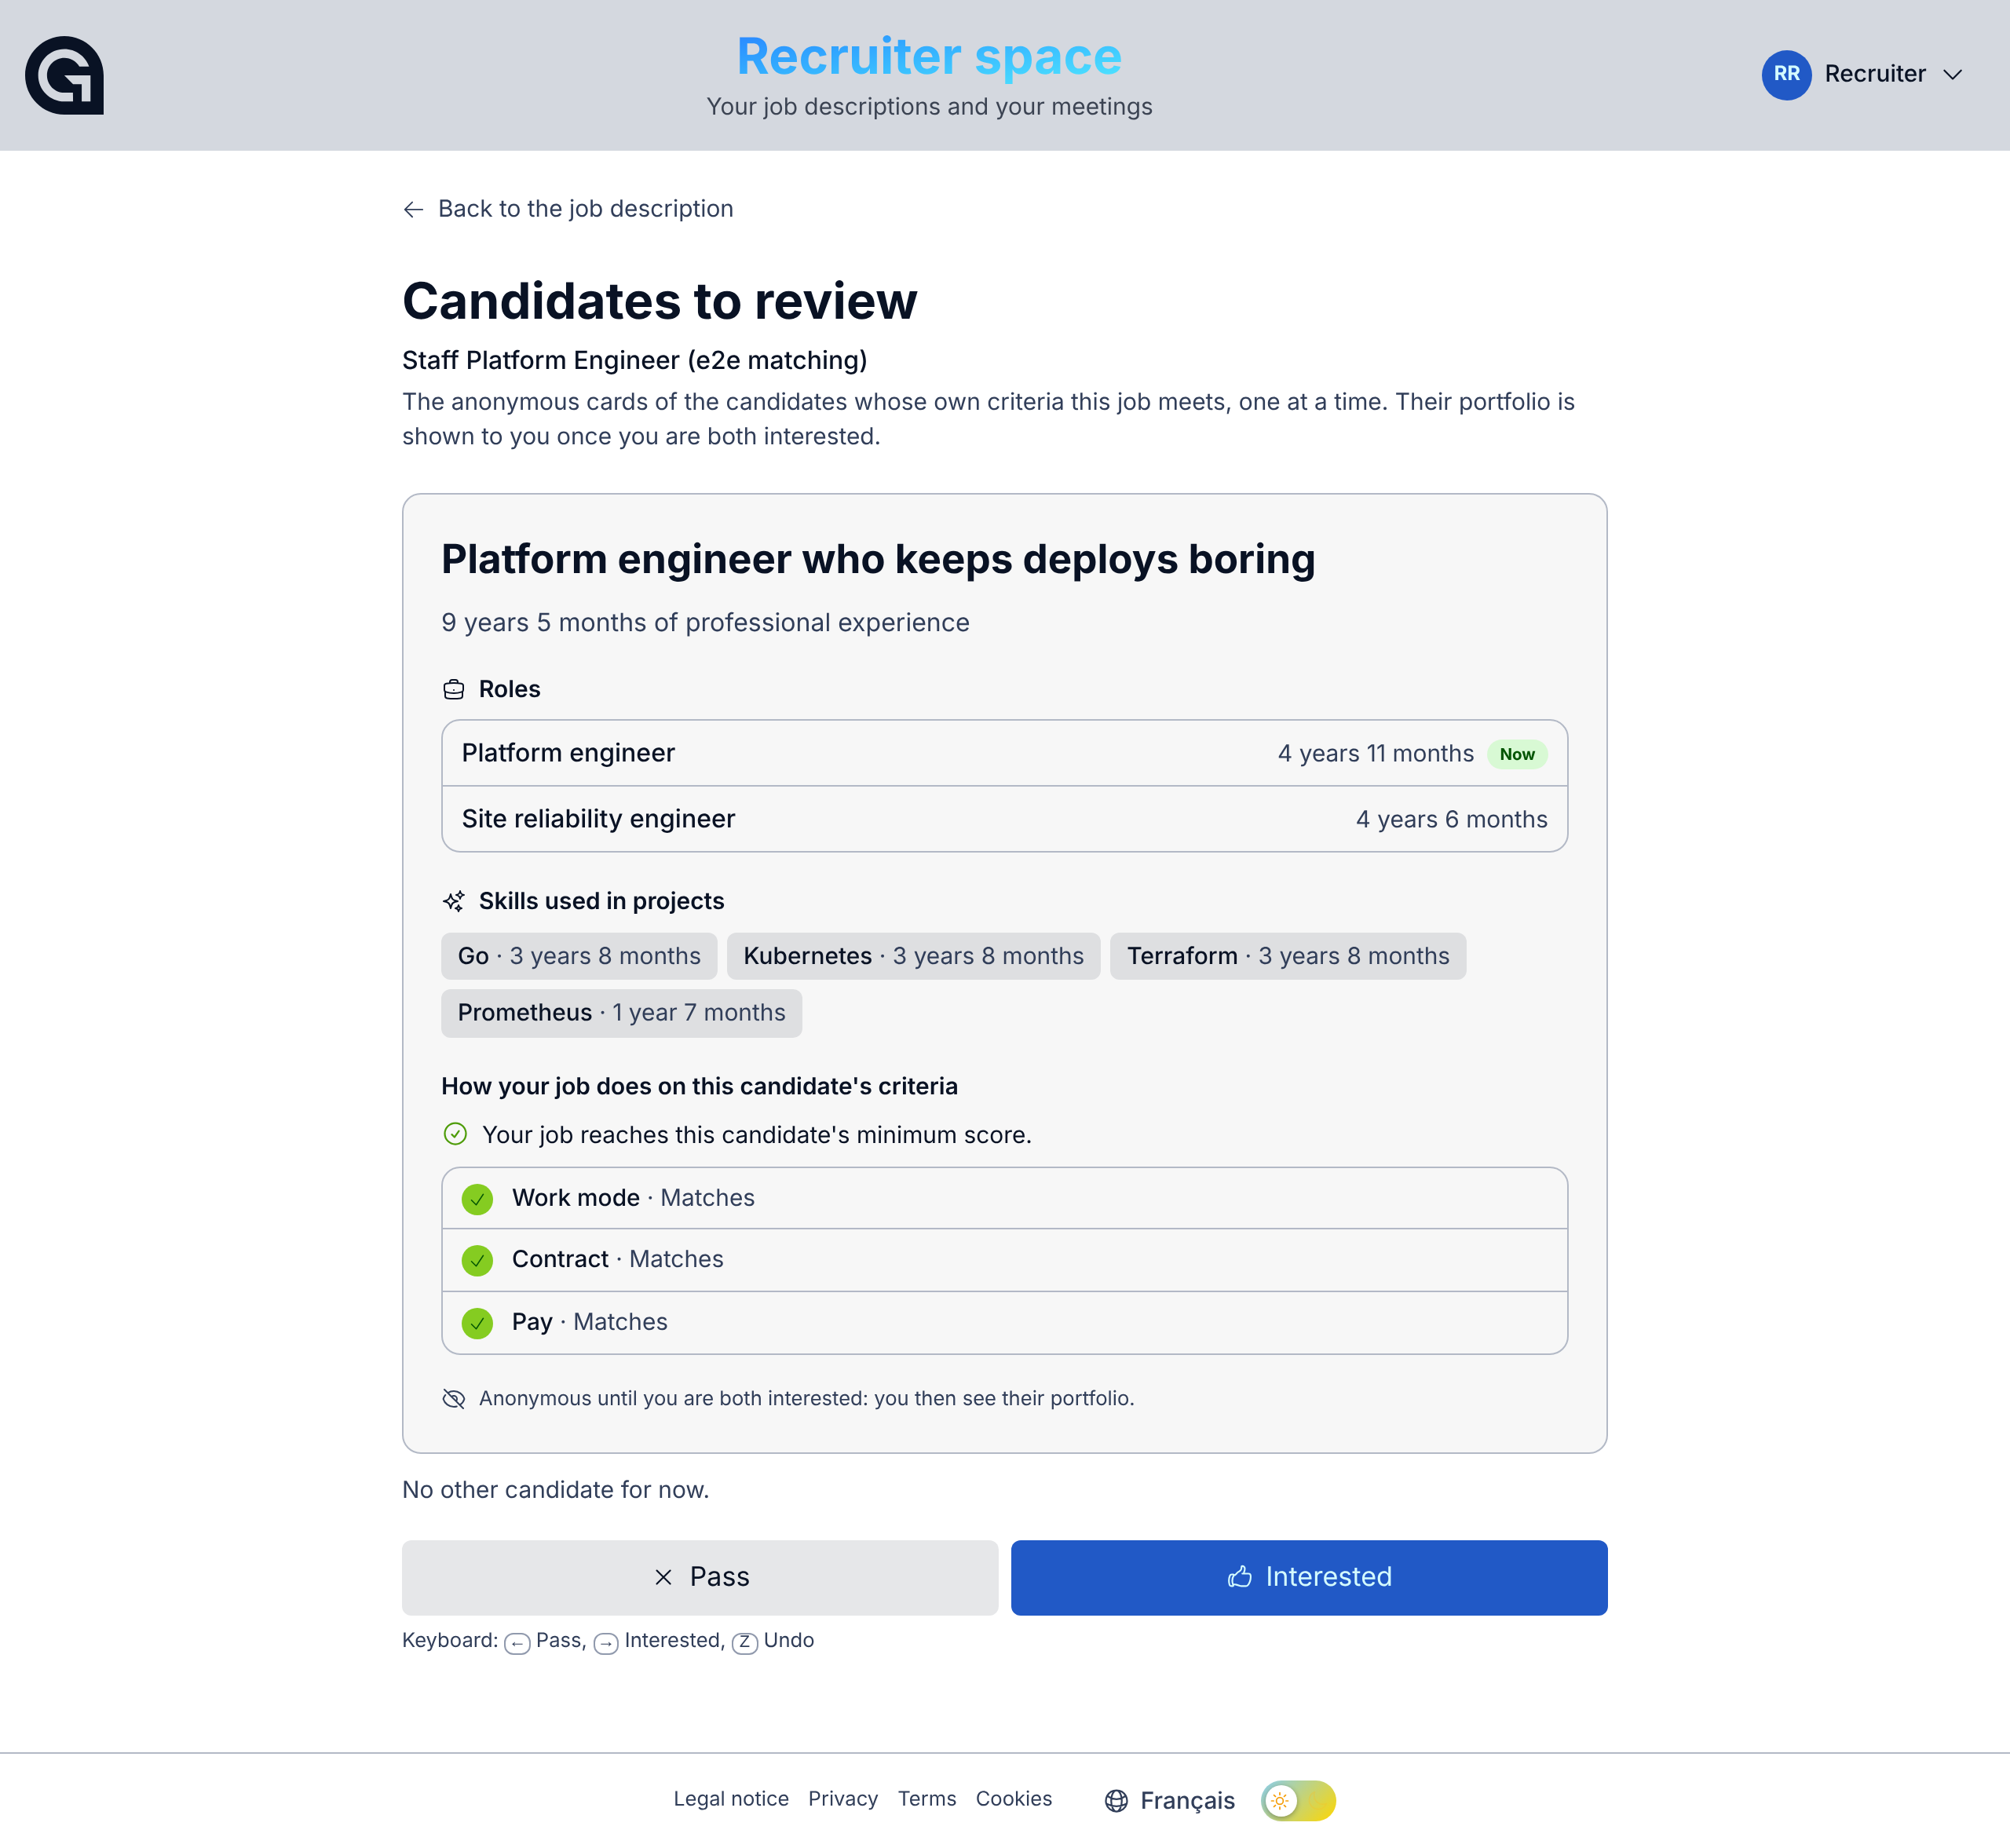 Recruiter space
Your job descriptions and your meetings
RR Recruiter
← Back to the job description
Candidates to review
Staff Platform Engineer (e2e matching)
The anonymous cards of the candidates whose own criteria this job meets, one at a time. Their portfolio is
shown to you once you are both interested.
Platform engineer who keeps deploys boring
9 years 5 months of professional experience
Roles
Platform engineer 4 years 11 months Now
Site reliability engineer 4 years 6 months
Skills used in projects
Go · 3 years 8 months Kubernetes · 3 years 8 months Terraform · 3 years 8 months
Prometheus · 1 year 7 months
How your job does on this candidate's criteria
Your job reaches this candidate's minimum score.
Work mode · Matches
Contract · Matches
Pay · Matches
Anonymous until you are both interested: you then see their portfolio.
No other candidate for now.
Pass Interested
Keyboard: ← Pass, → Interested, Z Undo
Legal notice Privacy Terms Cookies Français